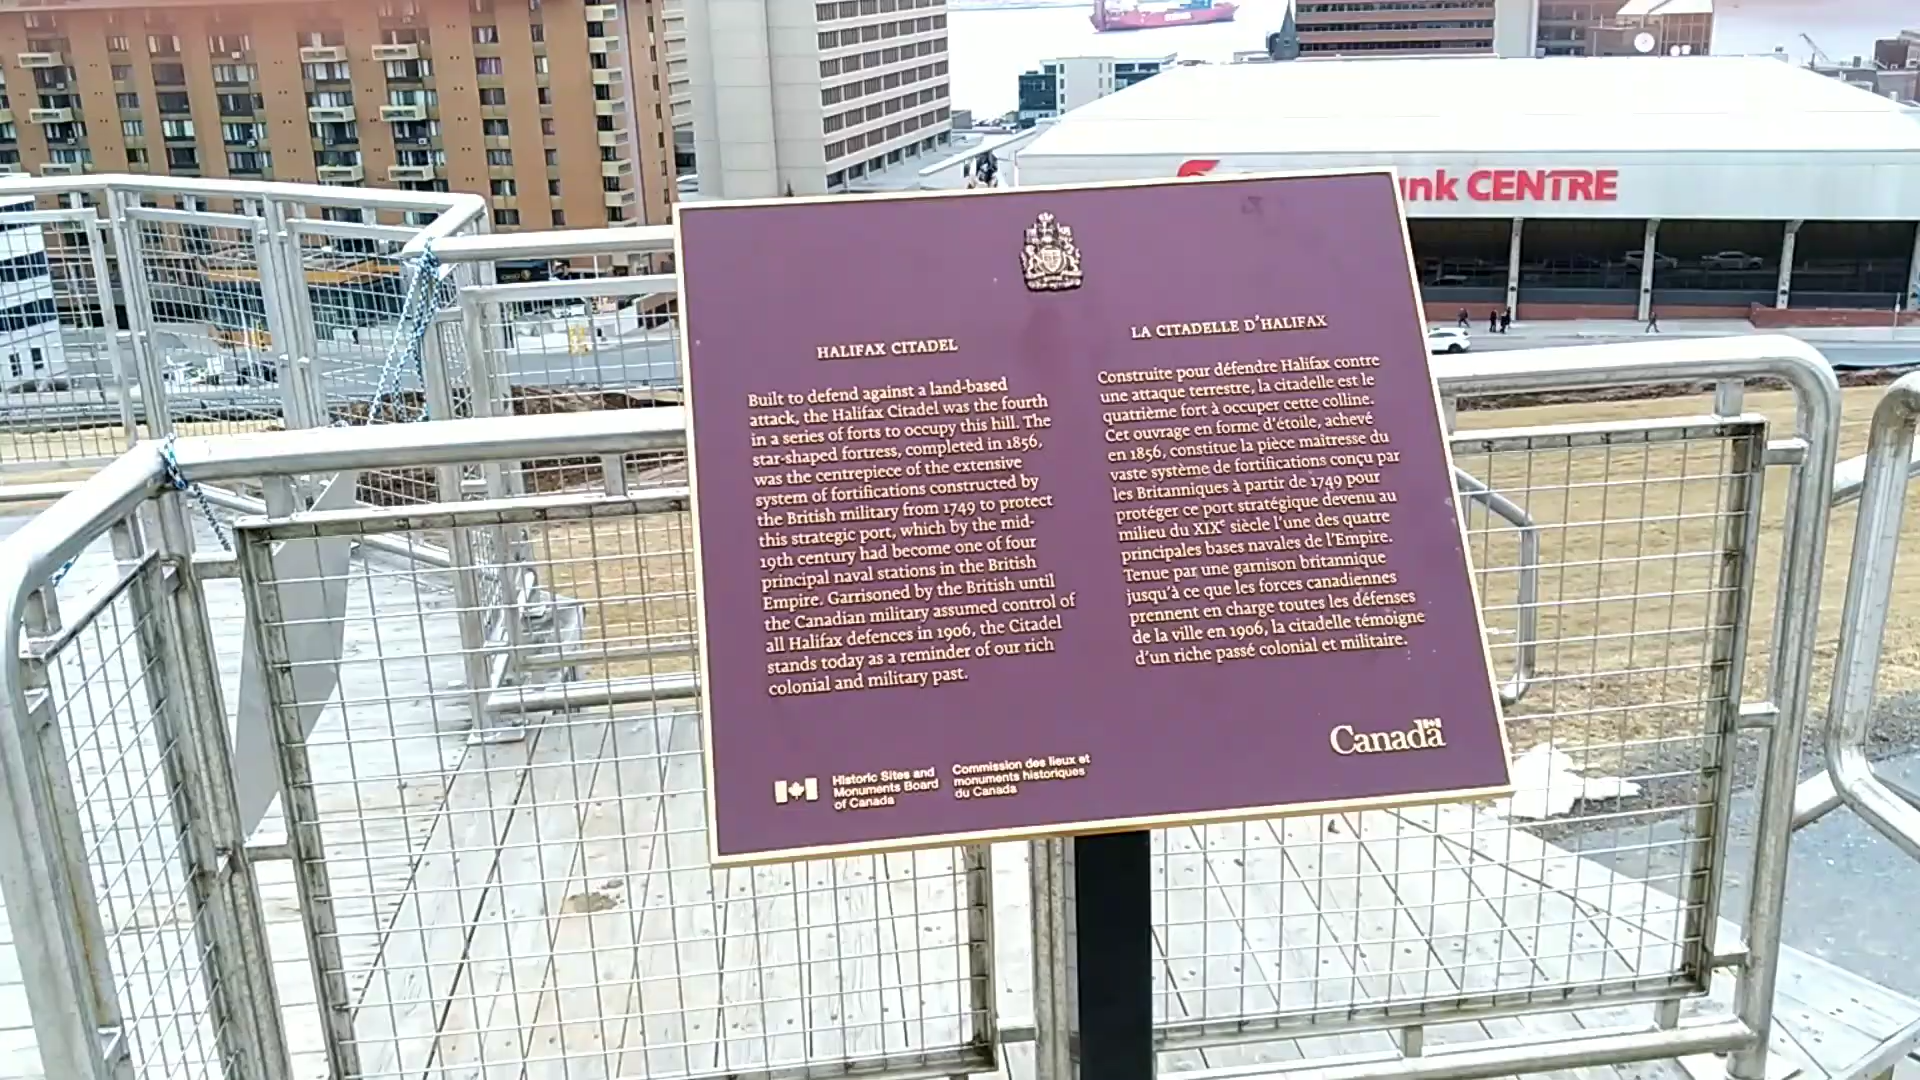 nk CENTRE
HALIFAX CITADEL
Built to defend against a land-based
attack, the Halifax Citadel was the fourth
in a series of forts to occupy this hill. The
star-shaped fortress, completed in 1856,
was the centrepiece of the extensive
system of fortifications constructed by
the British military from 1749 to protect
this strategic port, which by the mid-
19th century had become one of four
principal naval stations in the British
Empire. Garrisoned by the British until
the Canadian military assumed control of
all Halifax defences in 1906, the Citadel
stands today as a reminder of our rich
colonial and military past.
LA CITADELLE D'HALIFAX
Construite pour défendre Halifax contre
une attaque terrestre, la citadelle est le
quatrième fort à occuper cette colline.
Cet ouvrage en forme d'étoile, achevé
en 1856, constitue la pièce maîtresse du
vaste système de fortifications conçu par
les Britanniques à partir de 1749 pour
protéger ce port stratégique devenu au
milieu du XIXe siècle l'une des quatre
principales bases navales de l'Empire.
Tenue par une garnison britannique
jusqu'à ce que les forces canadiennes
prennent en charge toutes les défenses
de la ville en 1906, la citadelle témoigne
d'un riche passé colonial et militaire.
Historic Sites and
Monuments Board
of Canada
Commission des lieux et
monuments historiques
du Canada
Canada